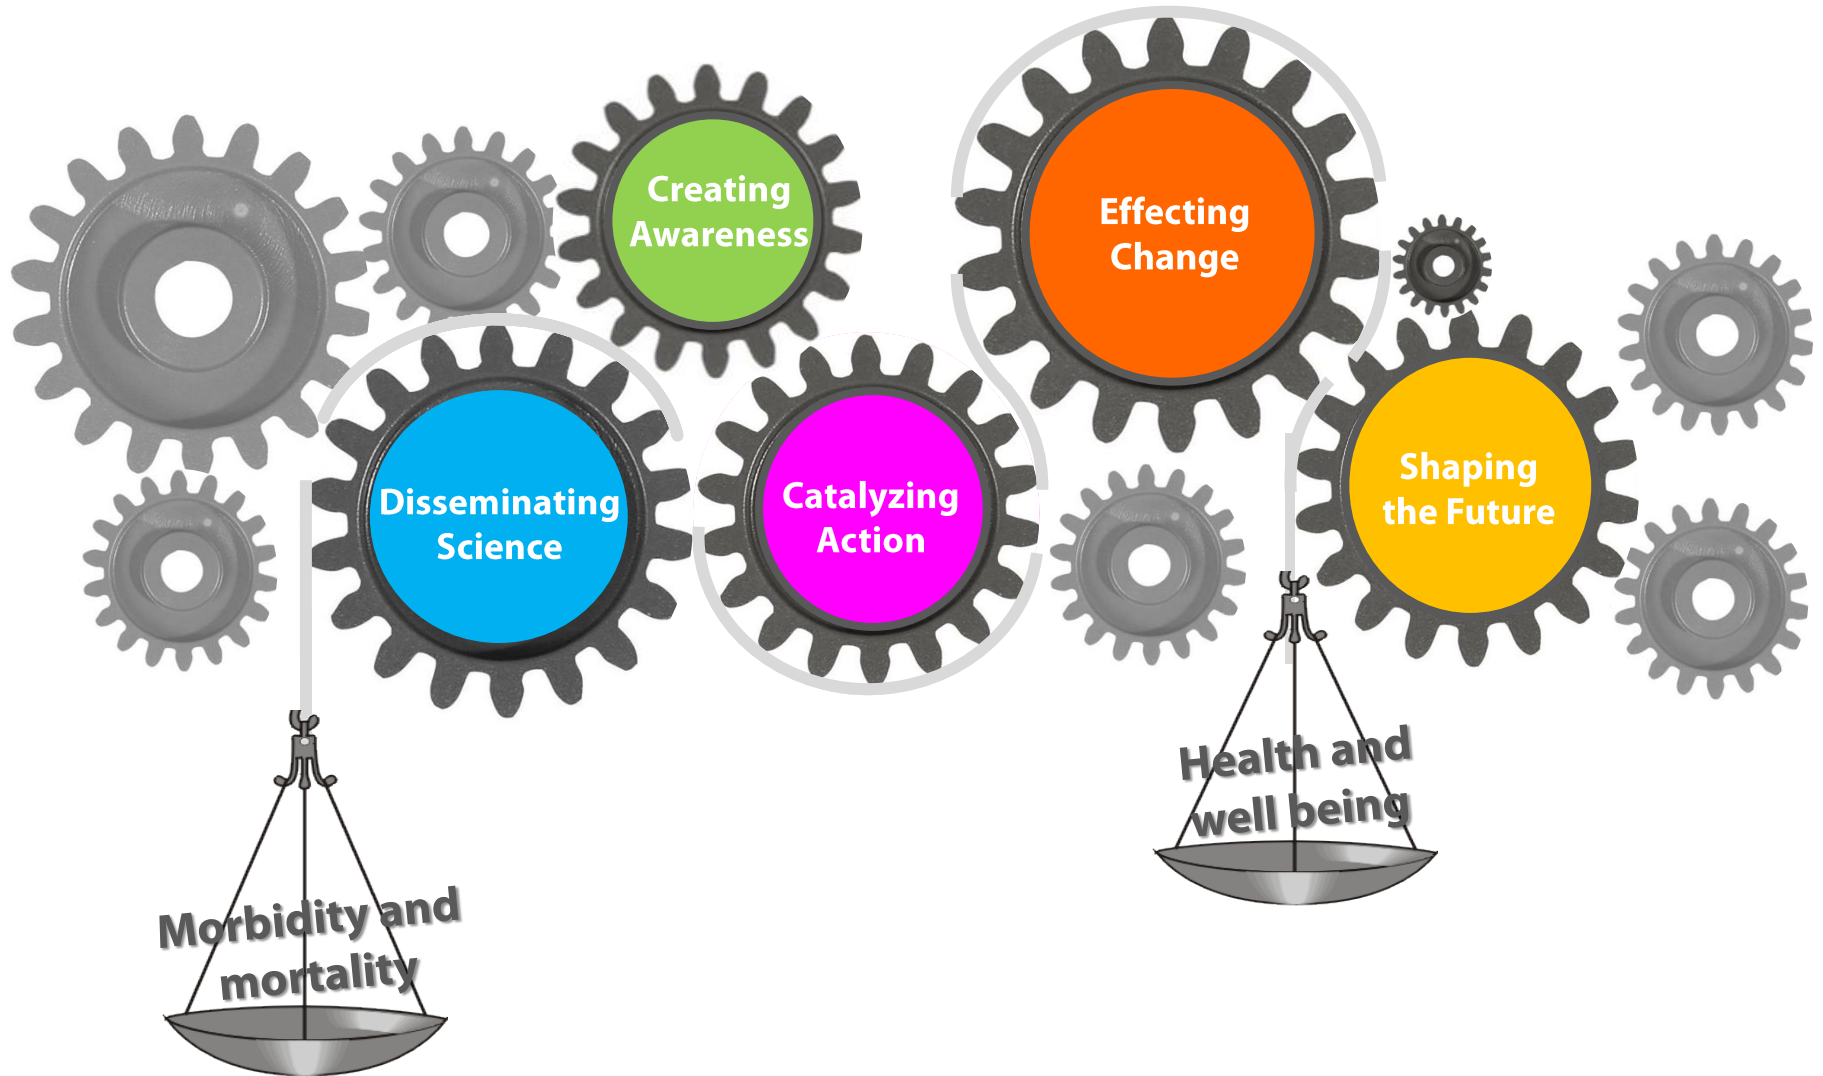 Creating
Awareness
Effecting
Change
Disseminating
Science
Catalyzing
Action
Shaping
the Future
Health and
well being
Morbidity and
mortality